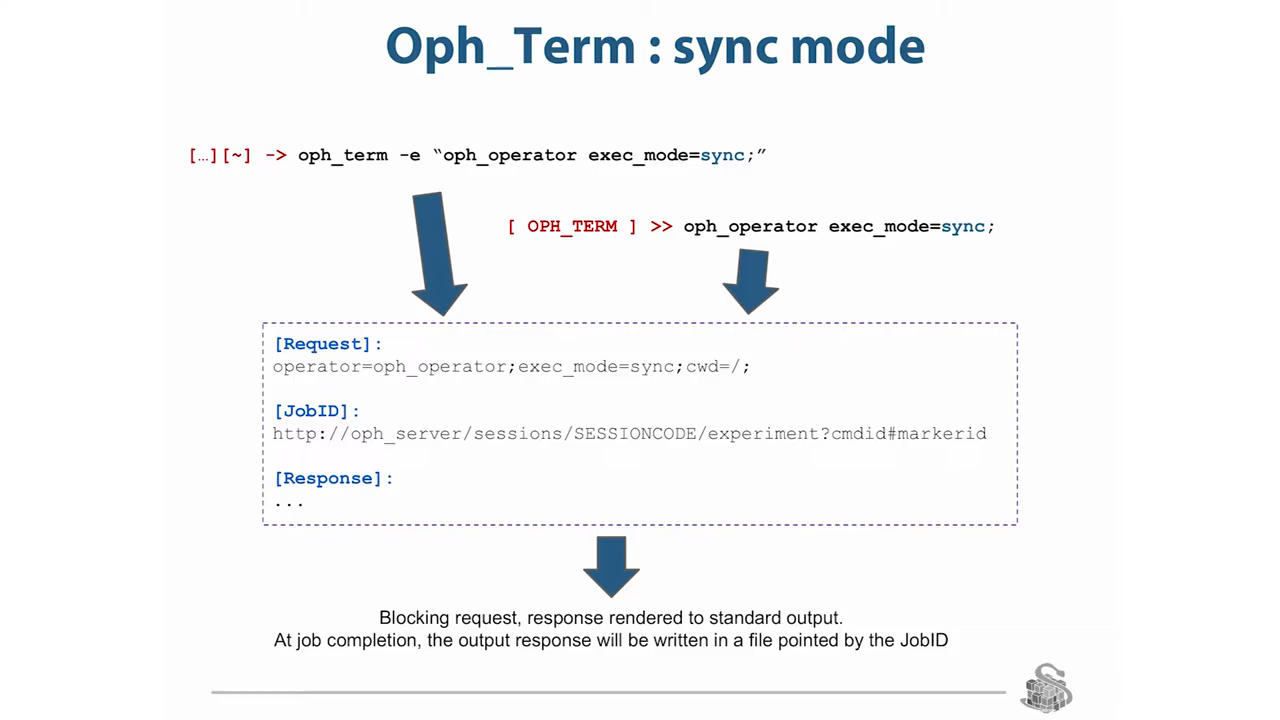 Oph_Term : sync mode
[…][~] -> oph_term -e “oph_operator exec_mode=sync;”
[ OPH_TERM ] >> oph_operator exec_mode=sync;
[Request]:
operator=oph_operator;exec_mode=sync;cwd=/;
[JobID]:
http://oph_server/sessions/SESSIONCODE/experiment?cmdid#markerid
[Response]:
...
Blocking request, response rendered to standard output.
At job completion, the output response will be written in a file pointed by the JobID